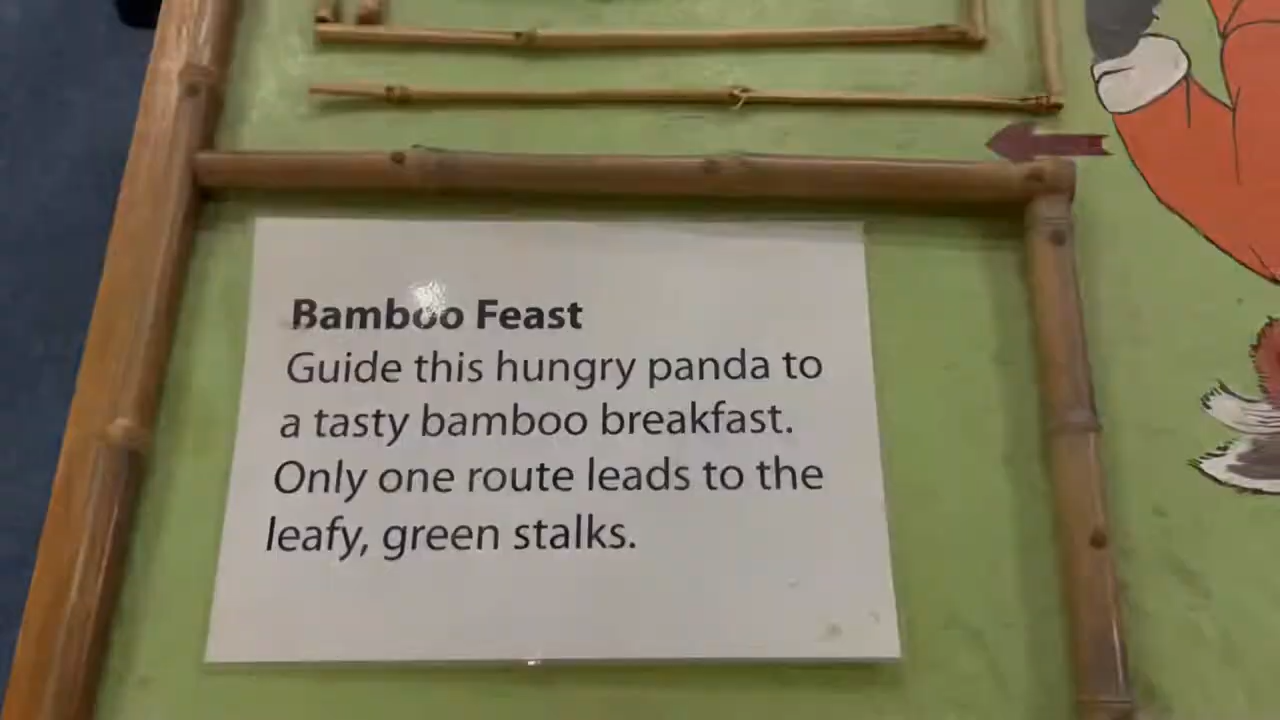 Bamboo Feast
Guide this hungry panda to
a tasty bamboo breakfast.
Only one route leads to the
leafy, green stalks.